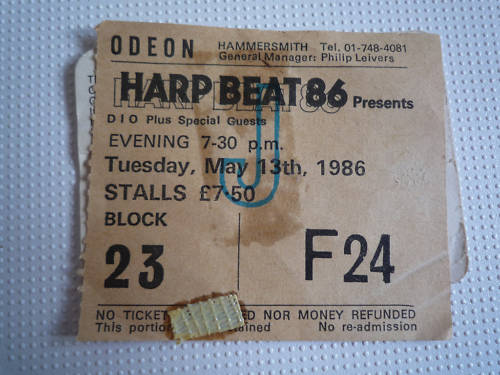 ODEON HAMMERSMITH Tel. 01-748-4081
General Manager: Philip Leivers
HARP BEAT 86 Presents
DIO Plus Special Guests
EVENING 7-30 p.m.
Tuesday, May 13th, 1986
STALLS £7·50
J
BLOCK
23 F24
NO TICKET EXCHANGED NOR MONEY REFUNDED
This portion retained No re-admission